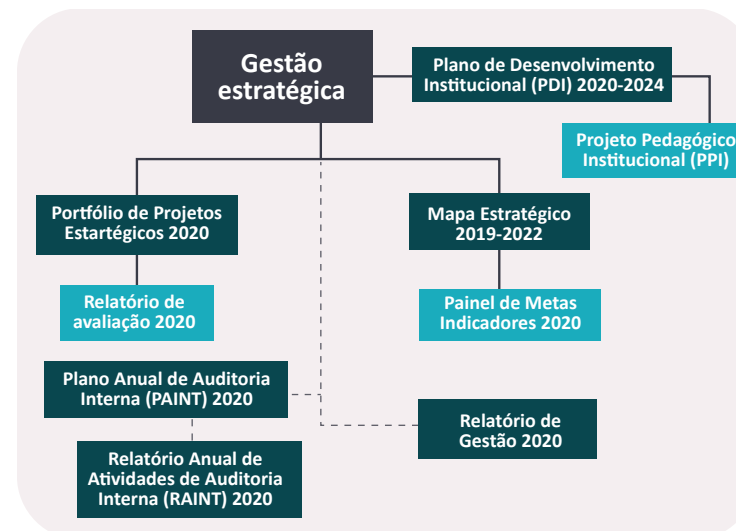 Gestão
estratégica
Plano de Desenvolvimento
Institucional (PDI) 2020-2024
Projeto Pedagógico
Institucional (PPI)
Portfólio de Projetos
Estartégicos 2020
Mapa Estratégico
2019-2022
Relatório de
avaliação 2020
Painel de Metas
Indicadores 2020
Plano Anual de Auditoria
Interna (PAINT) 2020
Relatório de
Gestão 2020
Relatório Anual de
Atividades de Auditoria
Interna (RAINT) 2020